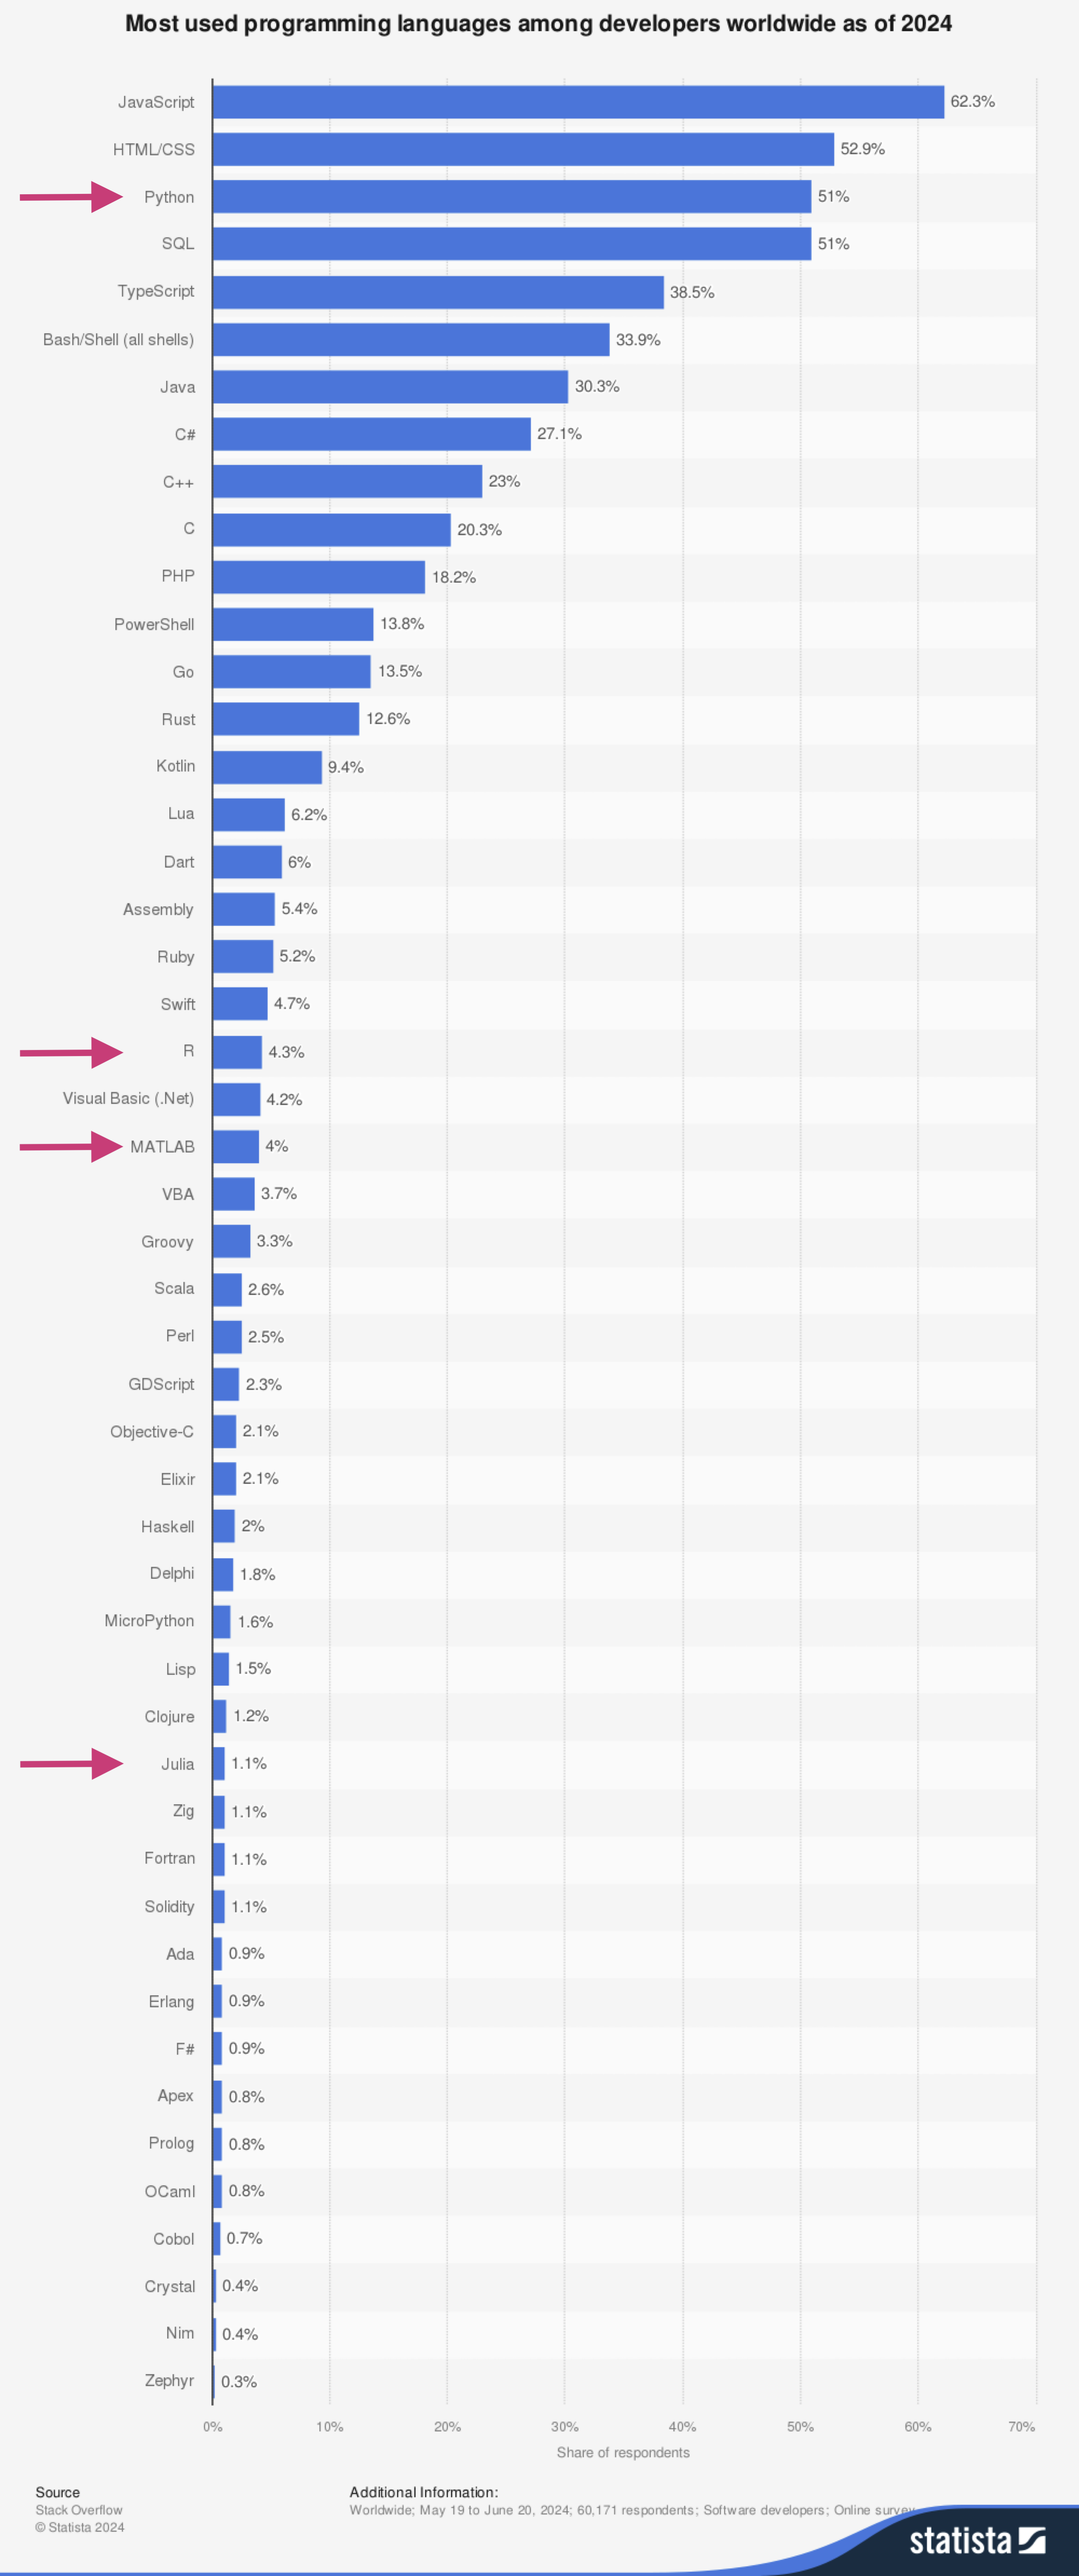 Most used programming languages among developers worldwide as of 2024
JavaScript 62.3%
HTML/CSS 52.9%
Python 51%
SQL 51%
TypeScript 38.5%
Bash/Shell (all shells) 33.9%
Java 30.3%
C# 27.1%
C++ 23%
C 20.3%
PHP 18.2%
PowerShell 13.8%
Go 13.5%
Rust 12.6%
Kotlin 9.4%
Lua 6.2%
Dart 6%
Assembly 5.4%
Ruby 5.2%
Swift 4.7%
R 4.3%
Visual Basic (.Net) 4.2%
MATLAB 4%
VBA 3.7%
Groovy 3.3%
Scala 2.6%
Perl 2.5%
GDScript 2.3%
Objective-C 2.1%
Elixir 2.1%
Haskell 2%
Delphi 1.8%
MicroPython 1.6%
Lisp 1.5%
Clojure 1.2%
Julia 1.1%
Zig 1.1%
Fortran 1.1%
Solidity 1.1%
Ada 0.9%
Erlang 0.9%
F# 0.9%
Apex 0.8%
Prolog 0.8%
OCaml 0.8%
Cobol 0.7%
Crystal 0.4%
Nim 0.4%
Zephyr 0.3%
0% 10% 20% 30% 40% 50% 60% 70%
Share of respondents
Source
Stack Overflow
© Statista 2024
Additional Information:
Worldwide; May 19 to June 20, 2024; 60,171 respondents; Software developers; Online survey
statista